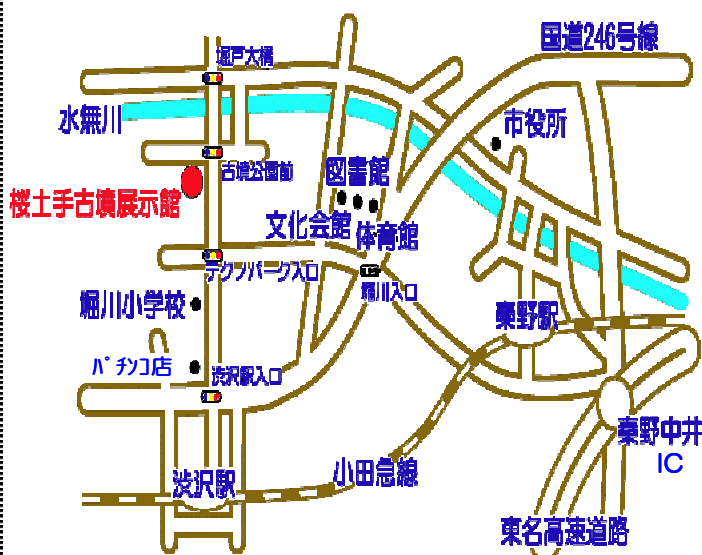 堀戸大橋
国道246号線
水無川
市役所
古墳公園前
図書館
桜土手古墳展示館
文化会館
体育館
テクノパーク入口
堀川入口
堀川小学校
秦野駅
パチンコ店
渋沢駅入口
秦野中井
IC
小田急線
渋沢駅
東名高速道路